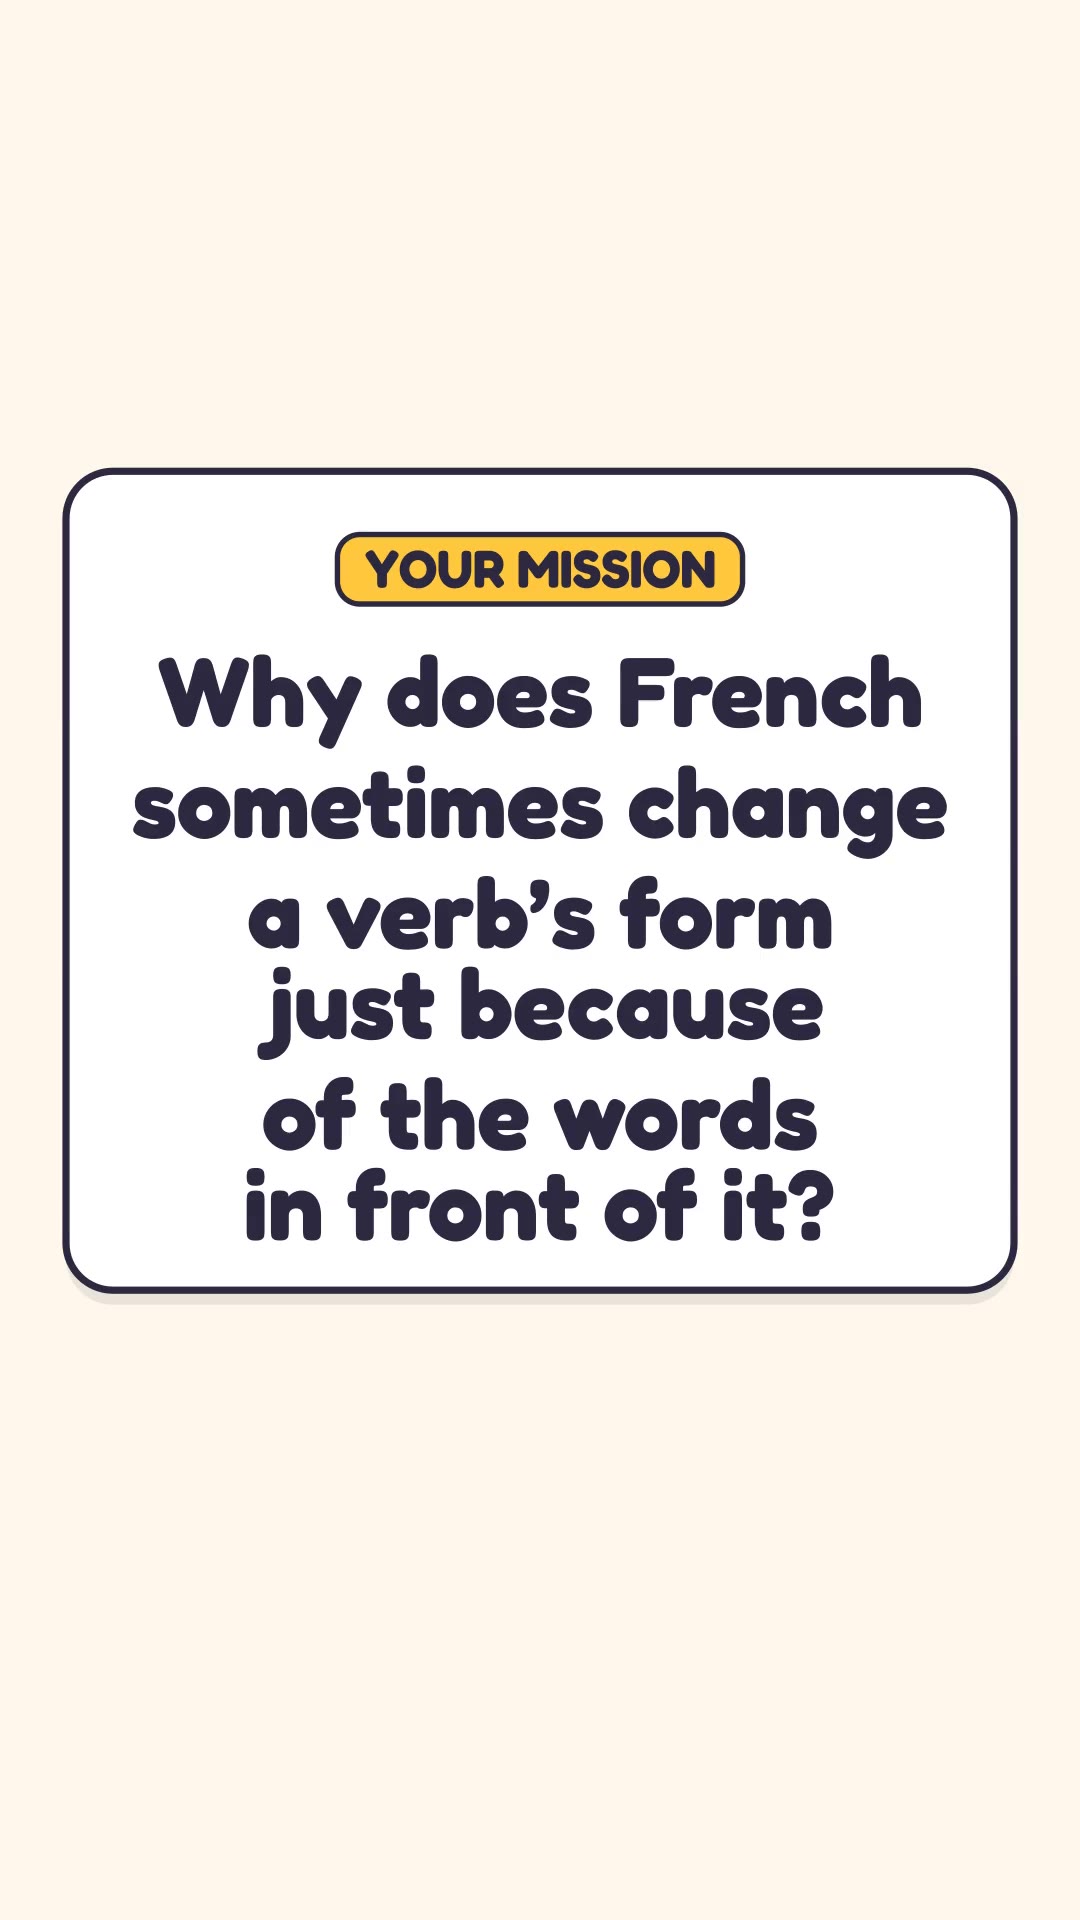 YOUR MISSION
Why does French
sometimes change
a verb’s form
just because
of the words
in front of it?